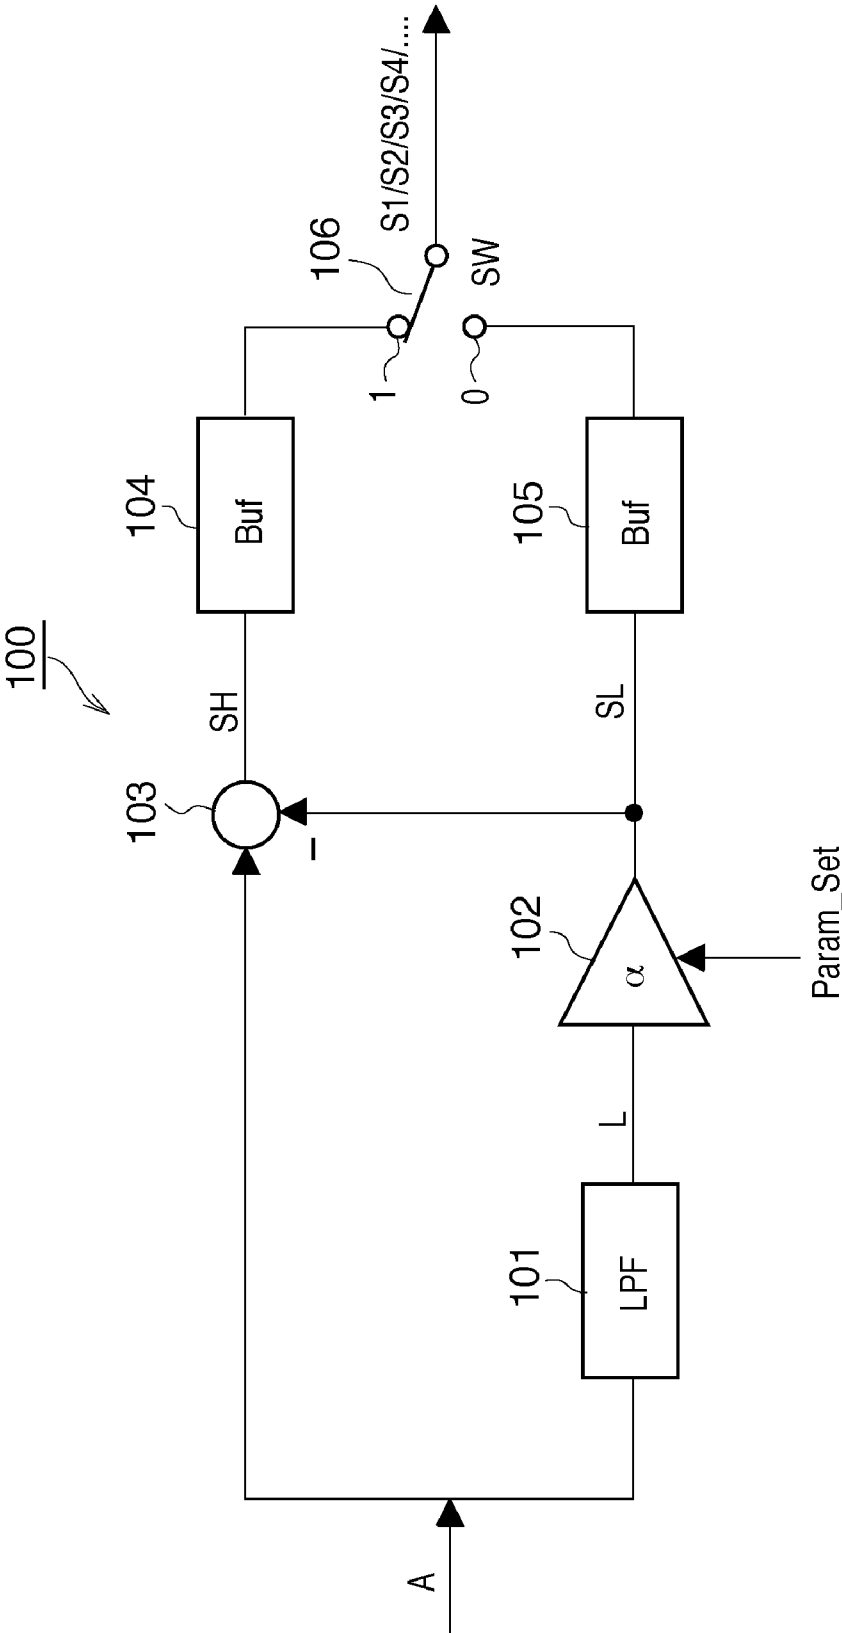 100
A
101
LPF
L
102
α
Param_Set
103
–
SH
SL
104
Buf
105
Buf
1
0
106
SW
S1/S2/S3/S4/....